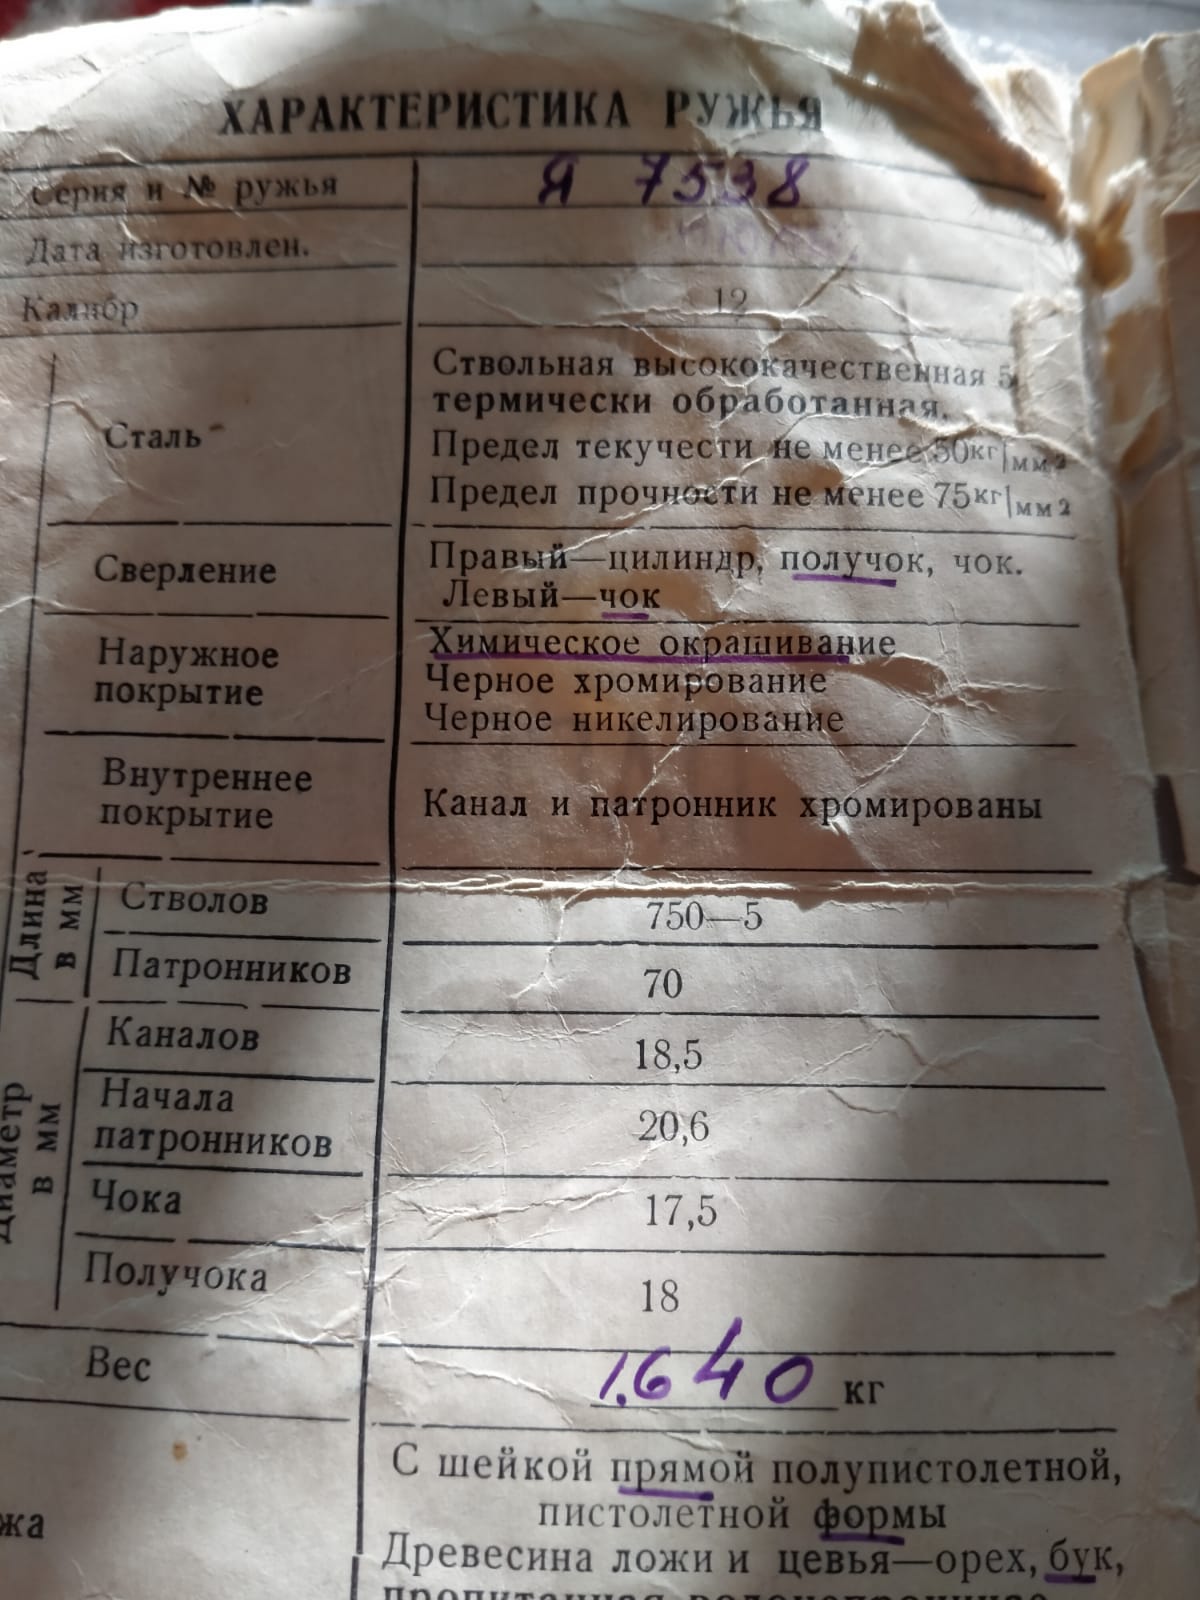 ХАРАКТЕРИСТИКА РУЖЬЯ
Серия и № ружья Я 7538
Дата изготовлен.
Калибр 12
Сталь
Ствольная высококачественная 5
термически обработанная.
Предел текучести не менее 50кг|мм2
Предел прочности не менее 75кг|мм2
Сверление
Правый—цилиндр, получок, чок.
Левый—чок
Наружное
покрытие
Химическое окрашивание
Черное хромирование
Черное никелирование
Внутреннее
покрытие
Канал и патронник хромированы
Длина
в мм
Стволов 750—5
Патронников 70
Диаметр
в мм
Каналов 18,5
Начала
патронников 20,6
Чока 17,5
Получока 18
Вес 1.640 кг
жа
С шейкой прямой полупистолетной,
пистолетной формы
Древесина ложи и цевья—орех, бук,